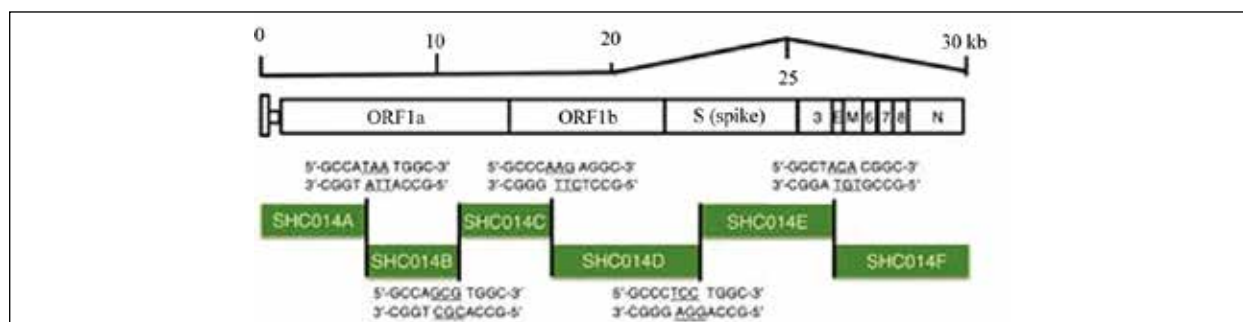 0 10 20 30 kb
25
ORF1a ORF1b S (spike) 3 E M 6 7 8 N
5'-GCCATAA TGGC-3' 5'-GCCCAAG AGGC-3' 5'-GCCTACA CGGC-3'
3'-CGGT ATTACCG-5' 3'-CGGG TTCTCCG-5' 3'-CGGA TGTGCCG-5'
SHC014A SHC014C SHC014E
SHC014B SHC014D SHC014F
5'-GCCAGCG TGGC-3' 5'-GCCCTCC TGGC-3'
3'-CGGT CGCACCG-5' 3'-CGGG AGGACCG-5'